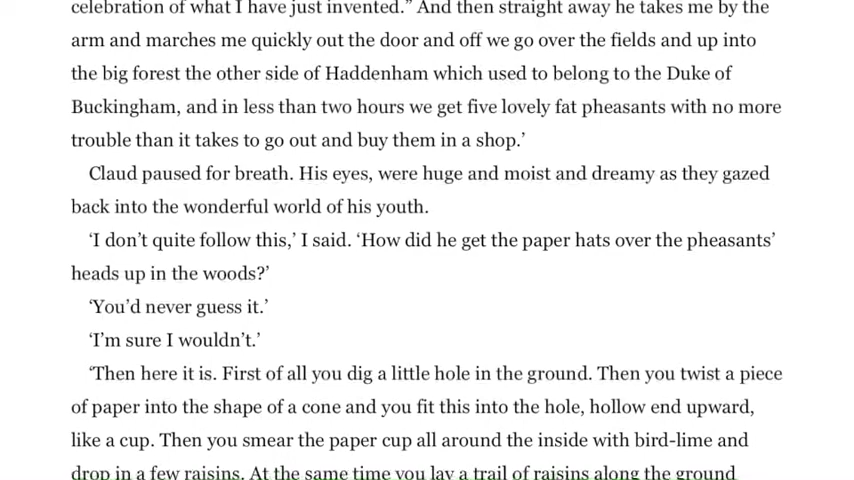 celebration of what I have just invented.” And then straight away he takes me by the
arm and marches me quickly out the door and off we go over the fields and up into
the big forest the other side of Haddenham which used to belong to the Duke of
Buckingham, and in less than two hours we get five lovely fat pheasants with no more
trouble than it takes to go out and buy them in a shop.’
Claud paused for breath. His eyes, were huge and moist and dreamy as they gazed
back into the wonderful world of his youth.
‘I don’t quite follow this,’ I said. ‘How did he get the paper hats over the pheasants’
heads up in the woods?’
‘You’d never guess it.’
‘I’m sure I wouldn’t.’
‘Then here it is. First of all you dig a little hole in the ground. Then you twist a piece
of paper into the shape of a cone and you fit this into the hole, hollow end upward,
like a cup. Then you smear the paper cup all around the inside with bird-lime and
drop in a few raisins. At the same time you lay a trail of raisins along the ground